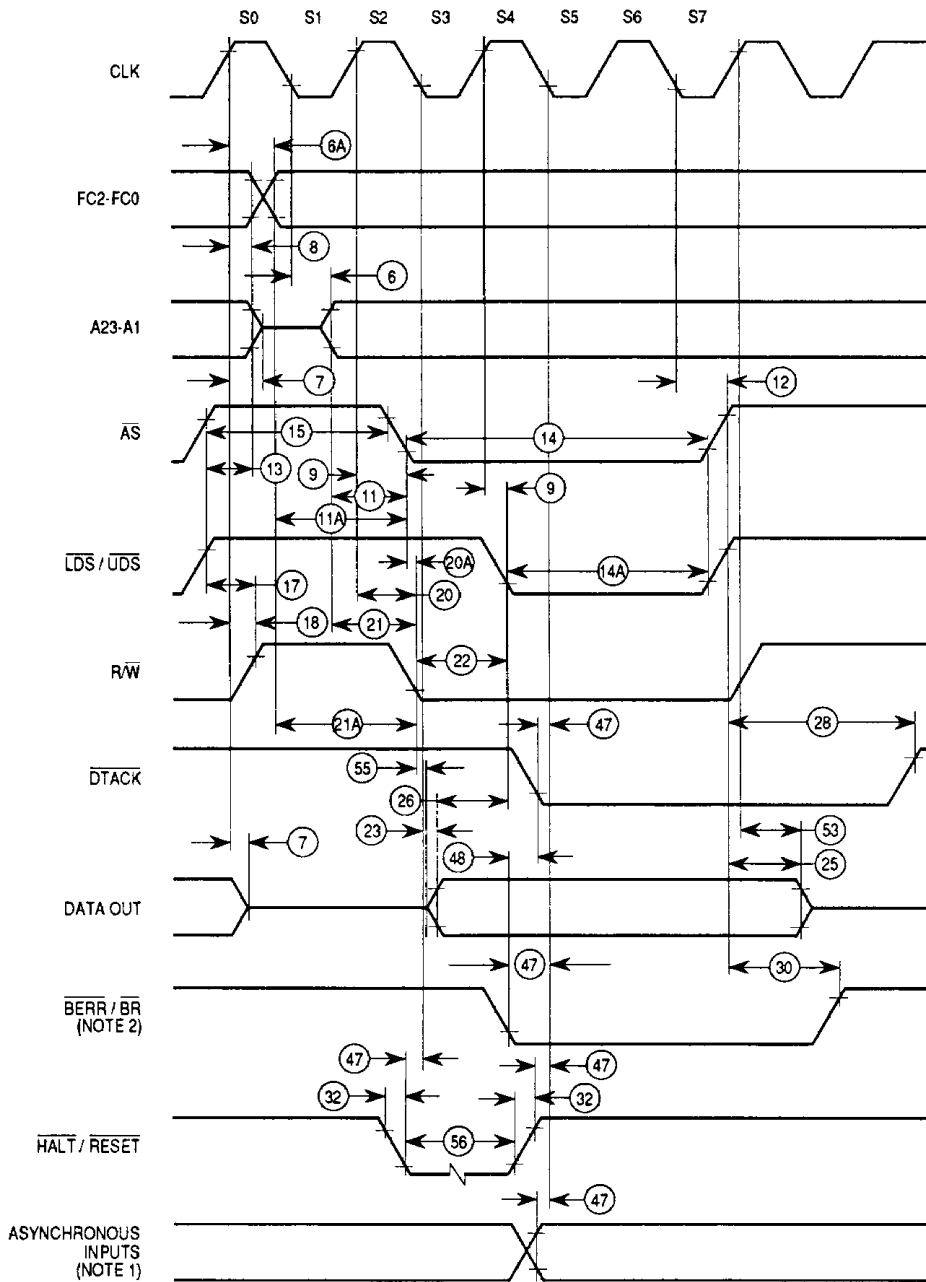 S0 S1 S2 S3 S4 S5 S6 S7
CLK
6A
FC2-FC0
8
6
A23-A1
7
12
AS
15
14
13
9
9
11
11A
LDS / UDS
20A
14A
17
20
18
21
22
R/W
21A
47
28
DTACK
55
26
23
53
7
48
25
DATA OUT
47
30
BERR / BR
(NOTE 2)
47
47
32
32
HALT / RESET
56
47
ASYNCHRONOUS
INPUTS
(NOTE 1)